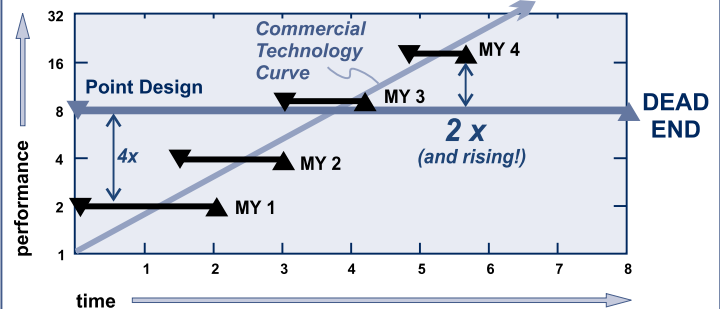 32
Commercial
Technology
Curve
MY 4
16
Point Design
MY 3
8
DEAD
END
2 x
(and rising!)
4x
4
MY 2
2
MY 1
1
performance
1 2 3 4 5 6 7 8
time